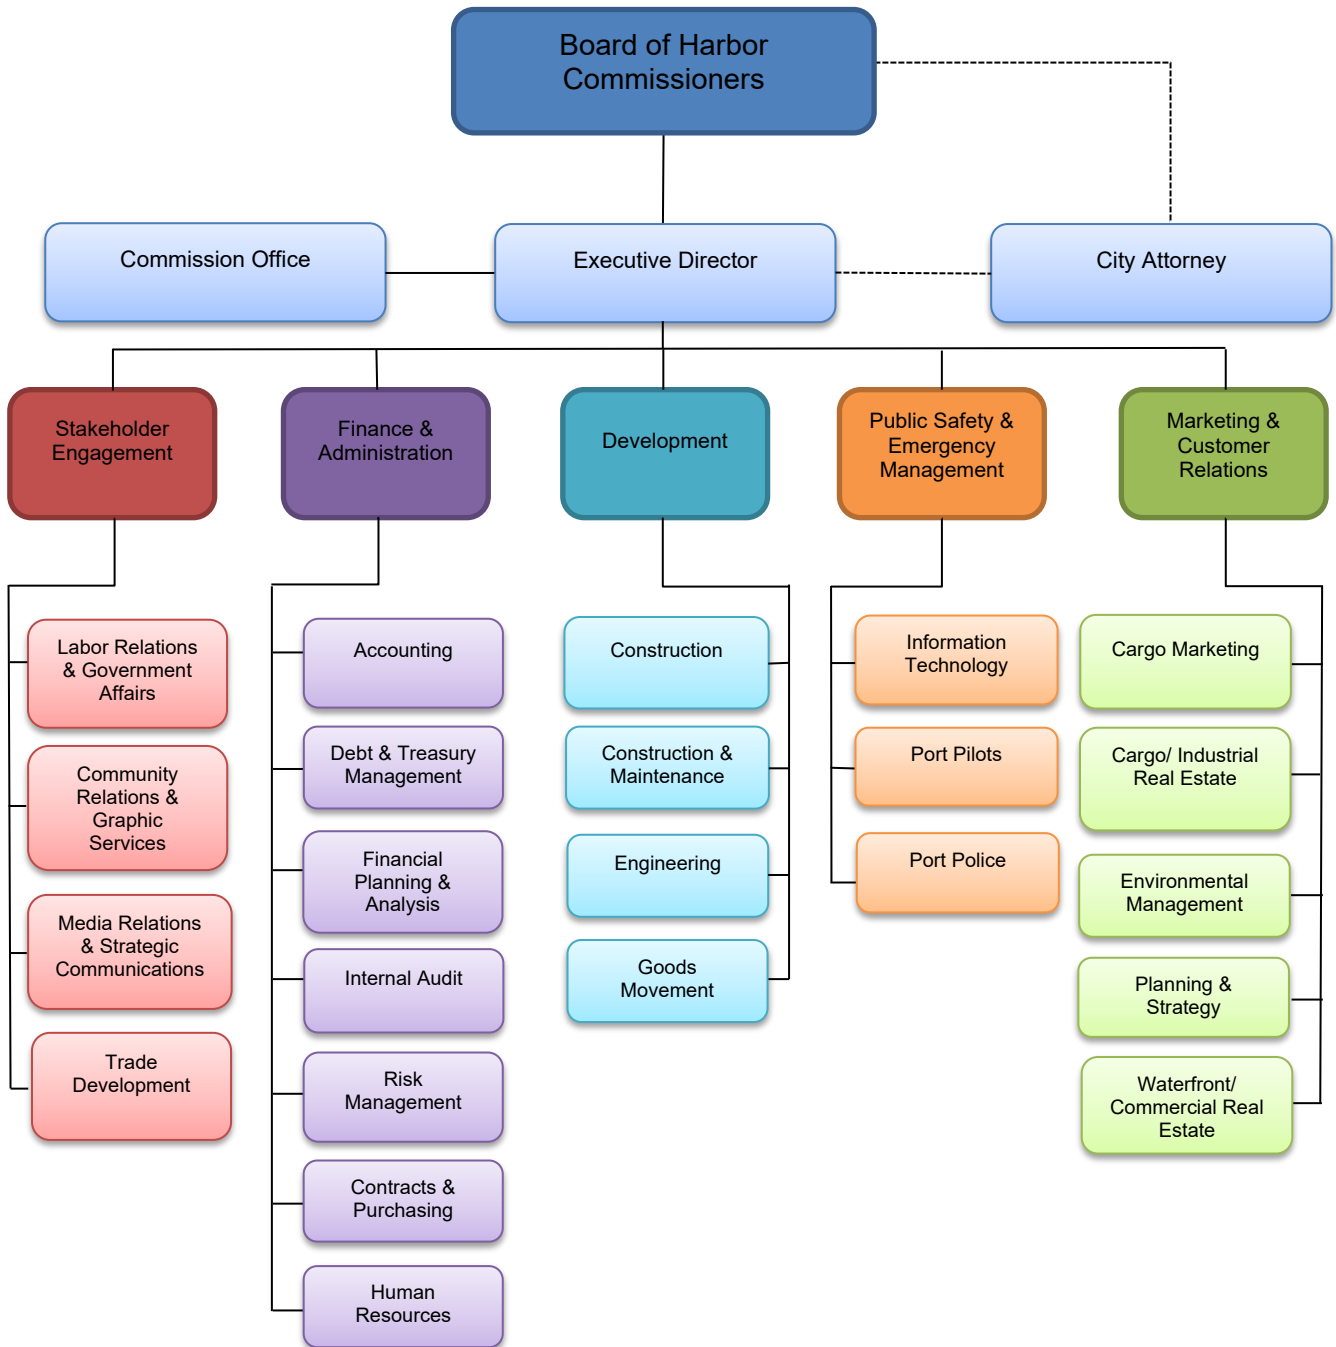 Board of Harbor
Commissioners
Commission Office
Executive Director
City Attorney
Stakeholder
Engagement
Finance &
Administration
Development
Public Safety &
Emergency
Management
Marketing &
Customer
Relations
Labor Relations
& Government
Affairs
Community
Relations &
Graphic
Services
Media Relations
& Strategic
Communications
Trade
Development
Accounting
Debt & Treasury
Management
Financial
Planning &
Analysis
Internal Audit
Risk
Management
Contracts &
Purchasing
Human
Resources
Construction
Construction &
Maintenance
Engineering
Goods
Movement
Information
Technology
Port Pilots
Port Police
Cargo Marketing
Cargo/ Industrial
Real Estate
Environmental
Management
Planning &
Strategy
Waterfront/
Commercial Real
Estate